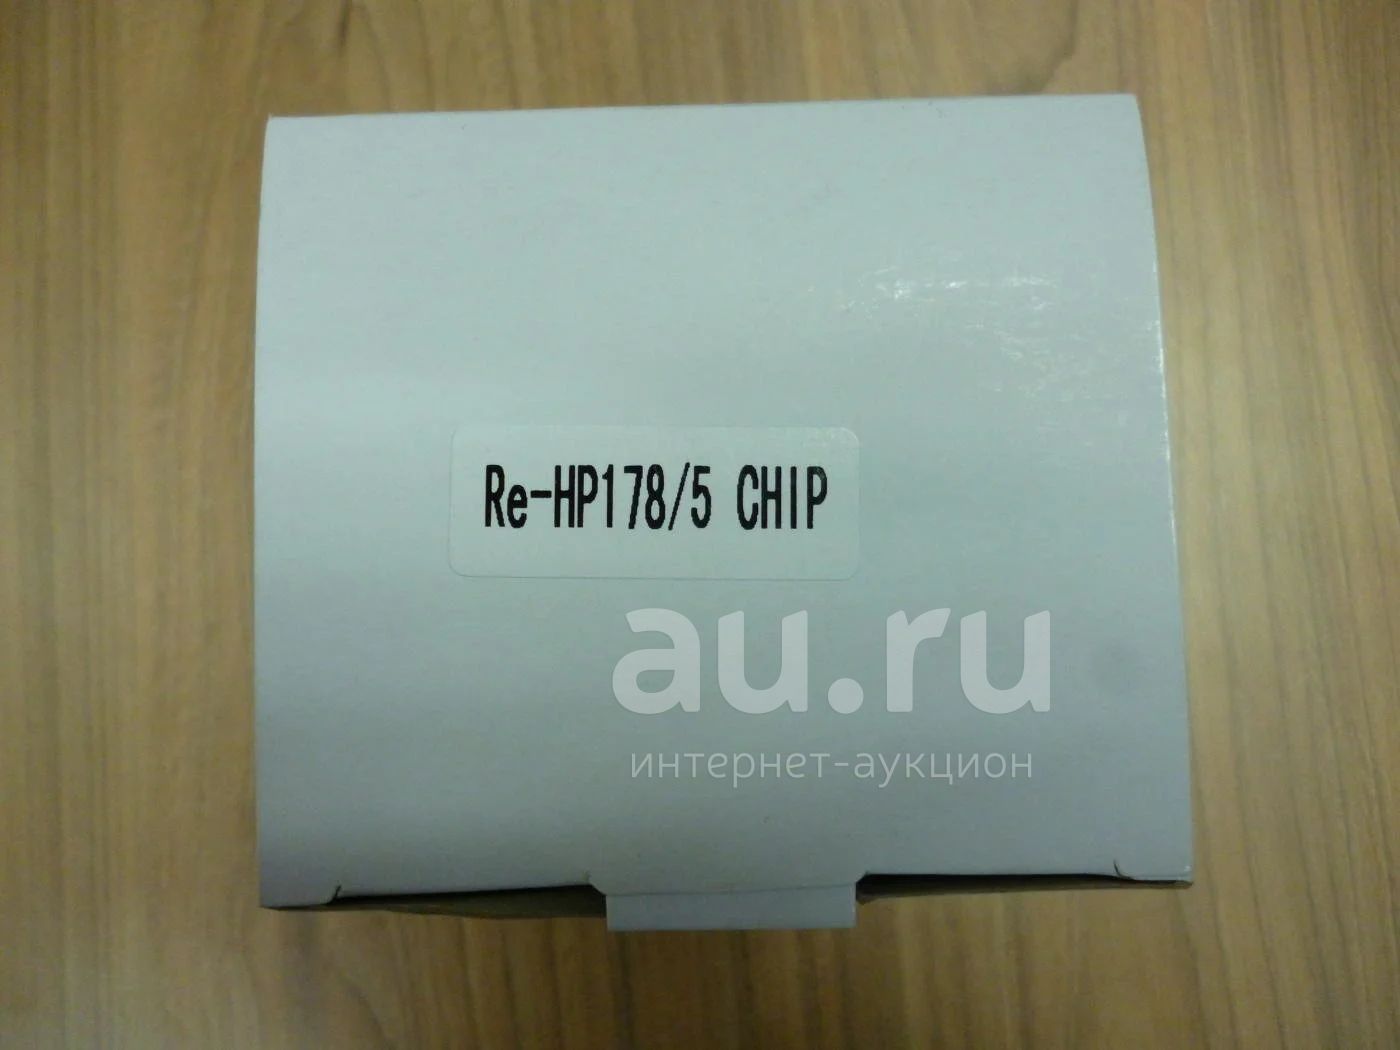 Re-HP178/5 CHIP
au.ru
интернет-аукцион